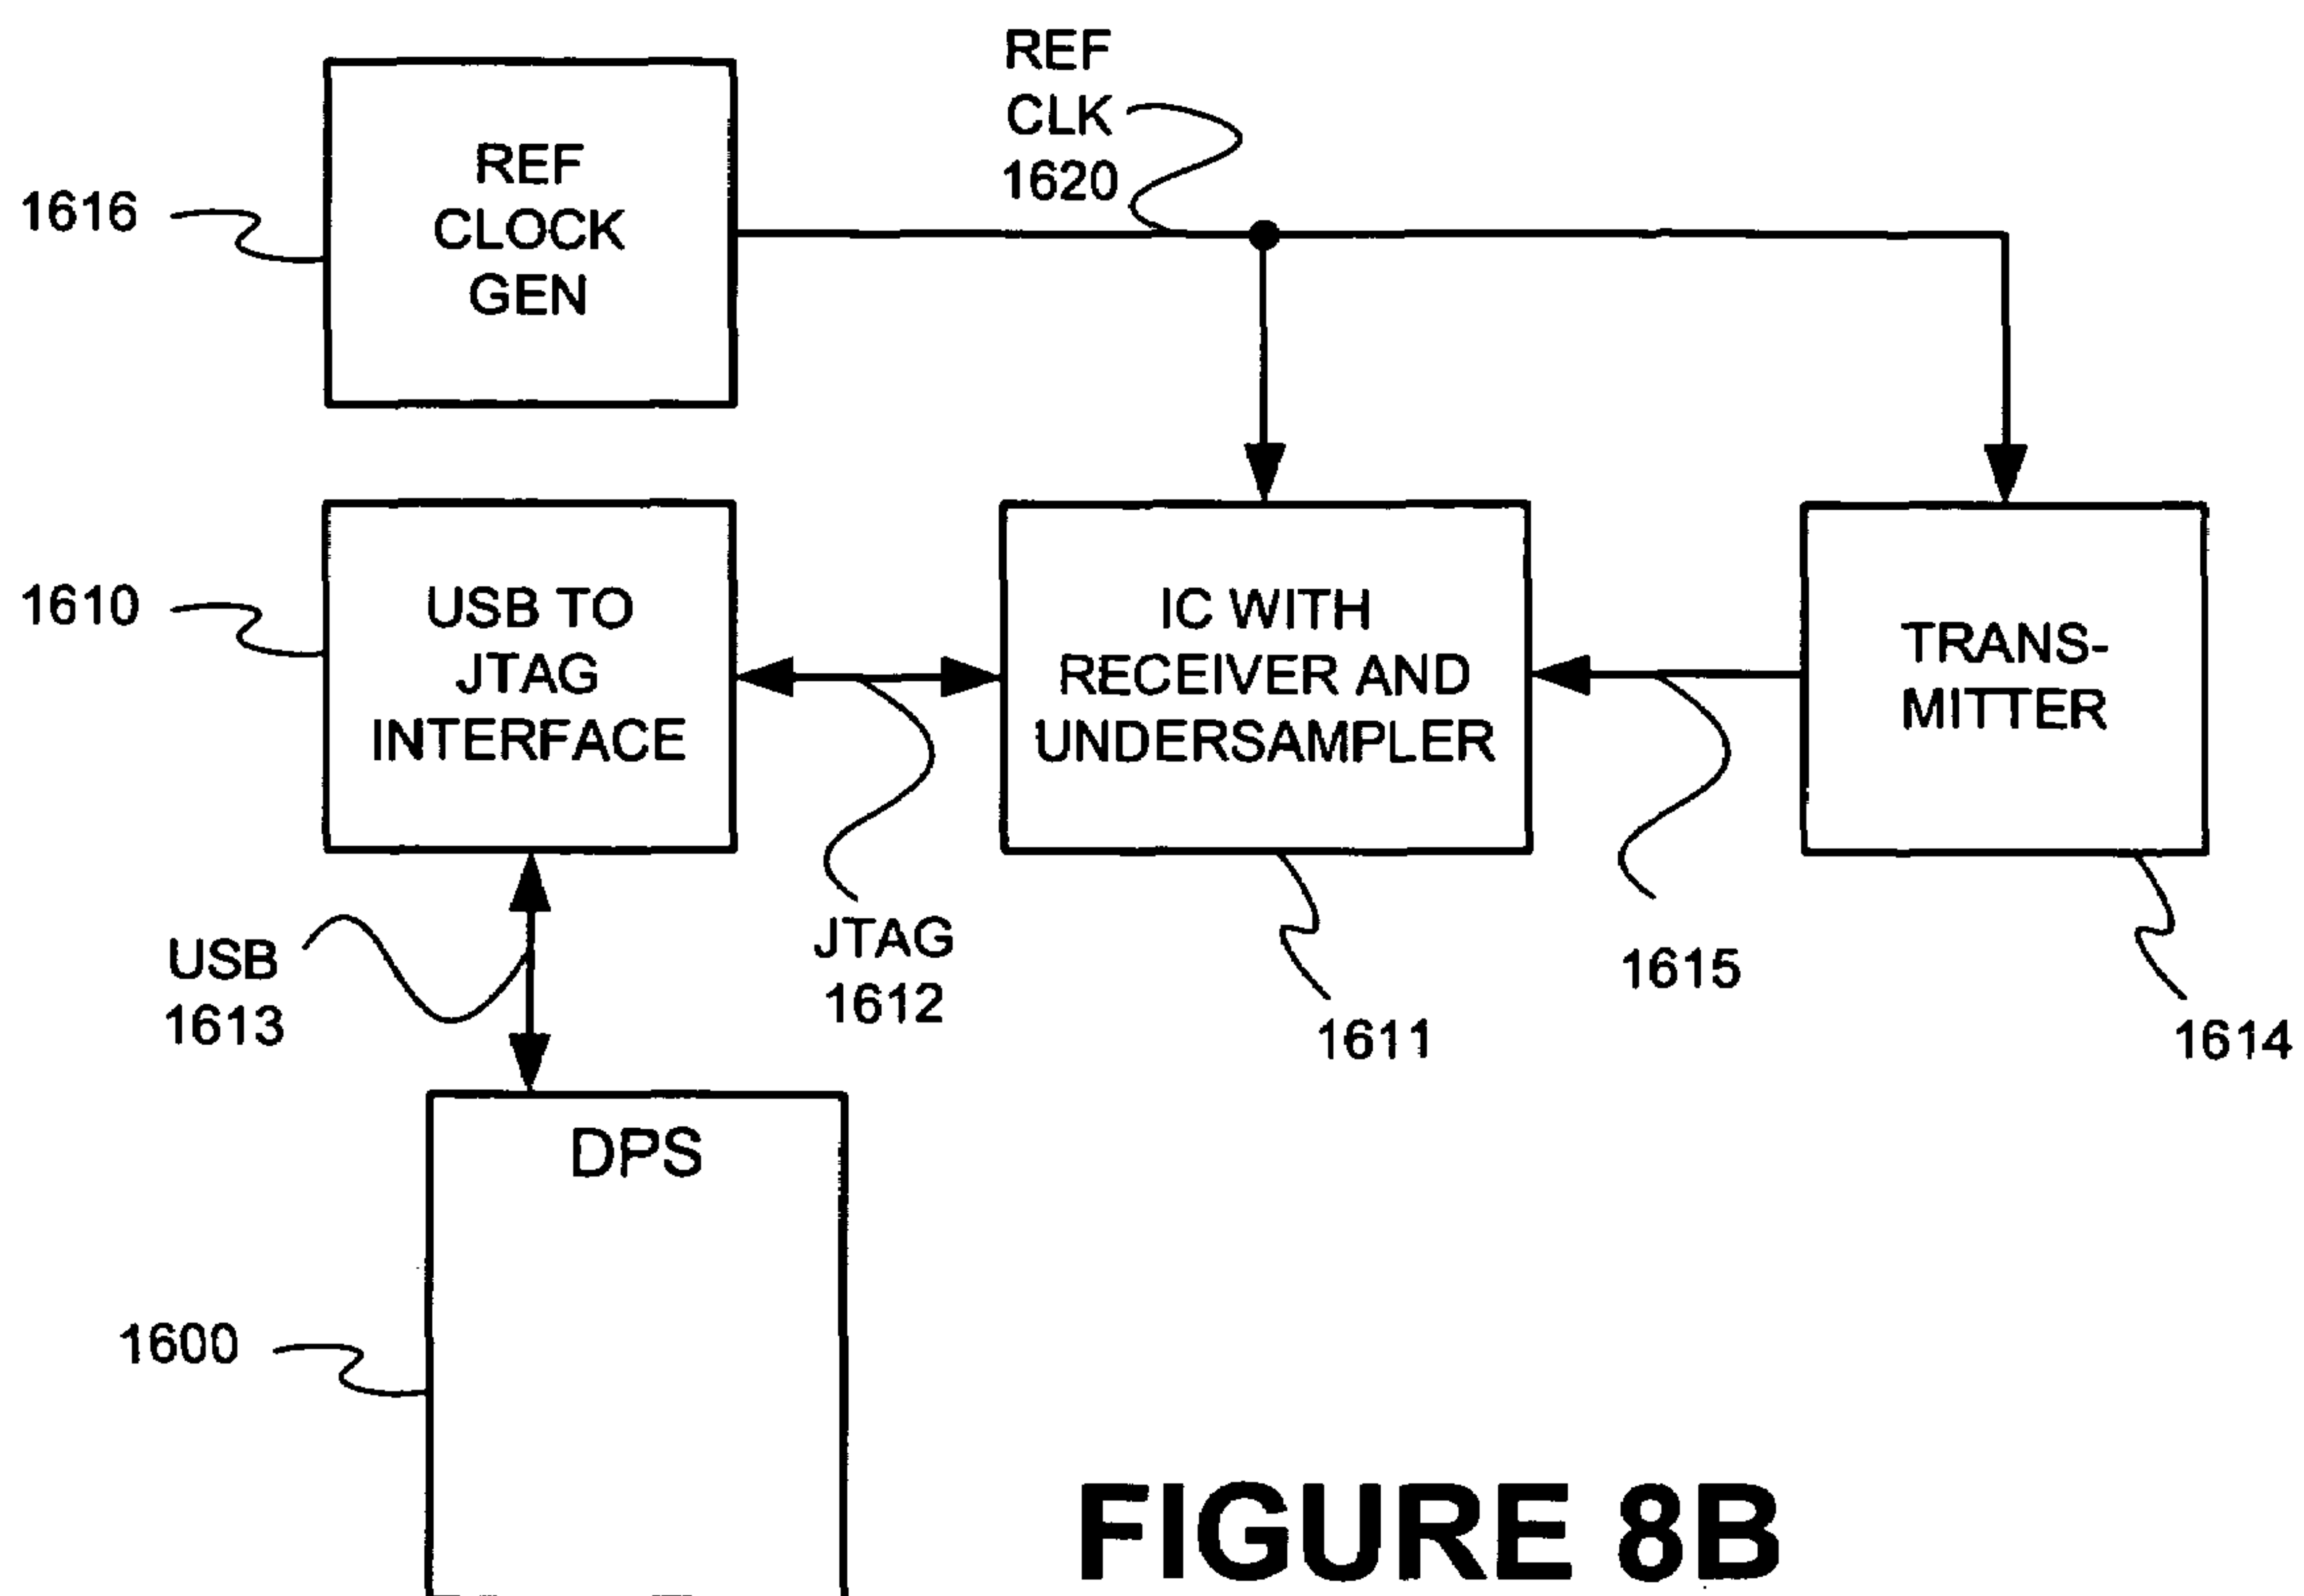 REF
CLK
1620
REF
CLOCK
GEN
1616
1610
USB TO
JTAG
INTERFACE
IC WITH
RECEIVER AND
UNDERSAMPLER
TRANS-
MITTER
USB
1613
JTAG
1612
1615
1611
1614
DPS
1600
FIGURE 8B